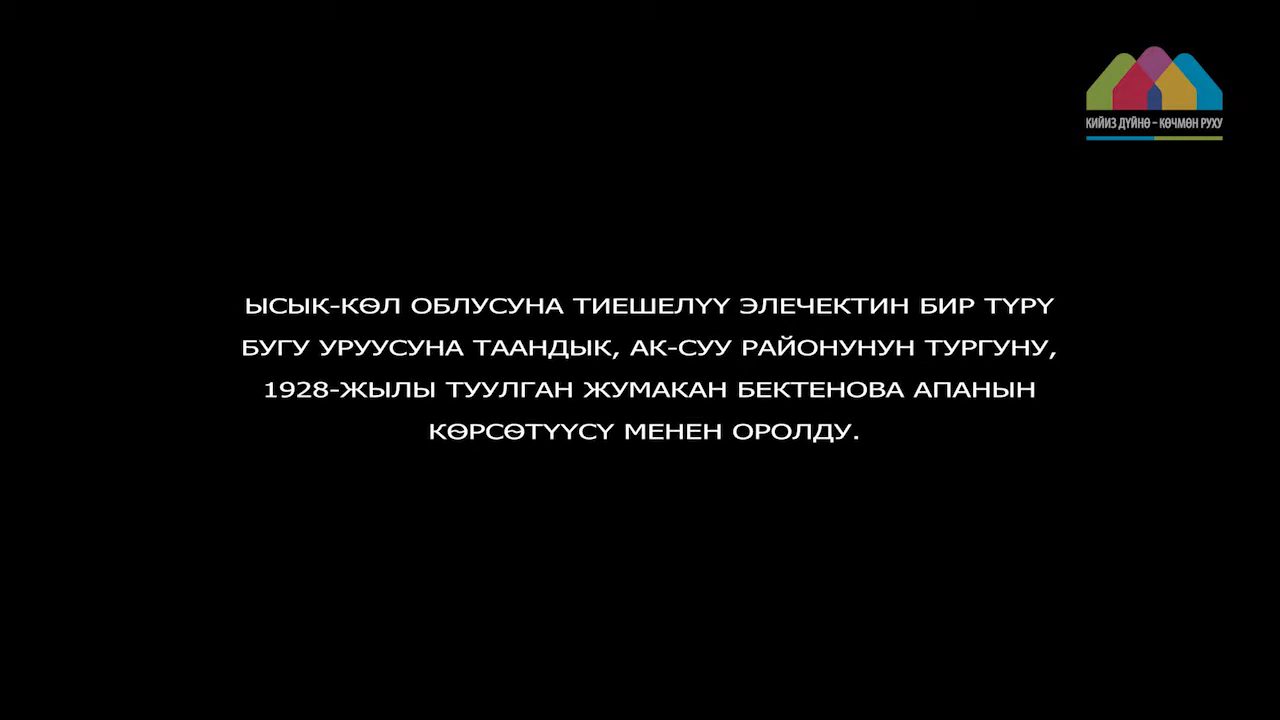 КИЙИЗ ДҮЙНӨ – КӨЧМӨН РУХУ
ЫСЫК-КӨЛ ОБЛУСУНА ТИЕШЕЛҮҮ ЭЛЕЧЕКТИН БИР ТҮРҮ
БУГУ УРУУСУНА ТААНДЫК, АК-СУУ РАЙОНУНУН ТУРГУНУ,
1928-ЖЫЛЫ ТУУЛГАН ЖУМАКАН БЕКТЕНОВА АПАНЫН
КӨРСӨТҮҮСҮ МЕНЕН ОРОЛДУ.